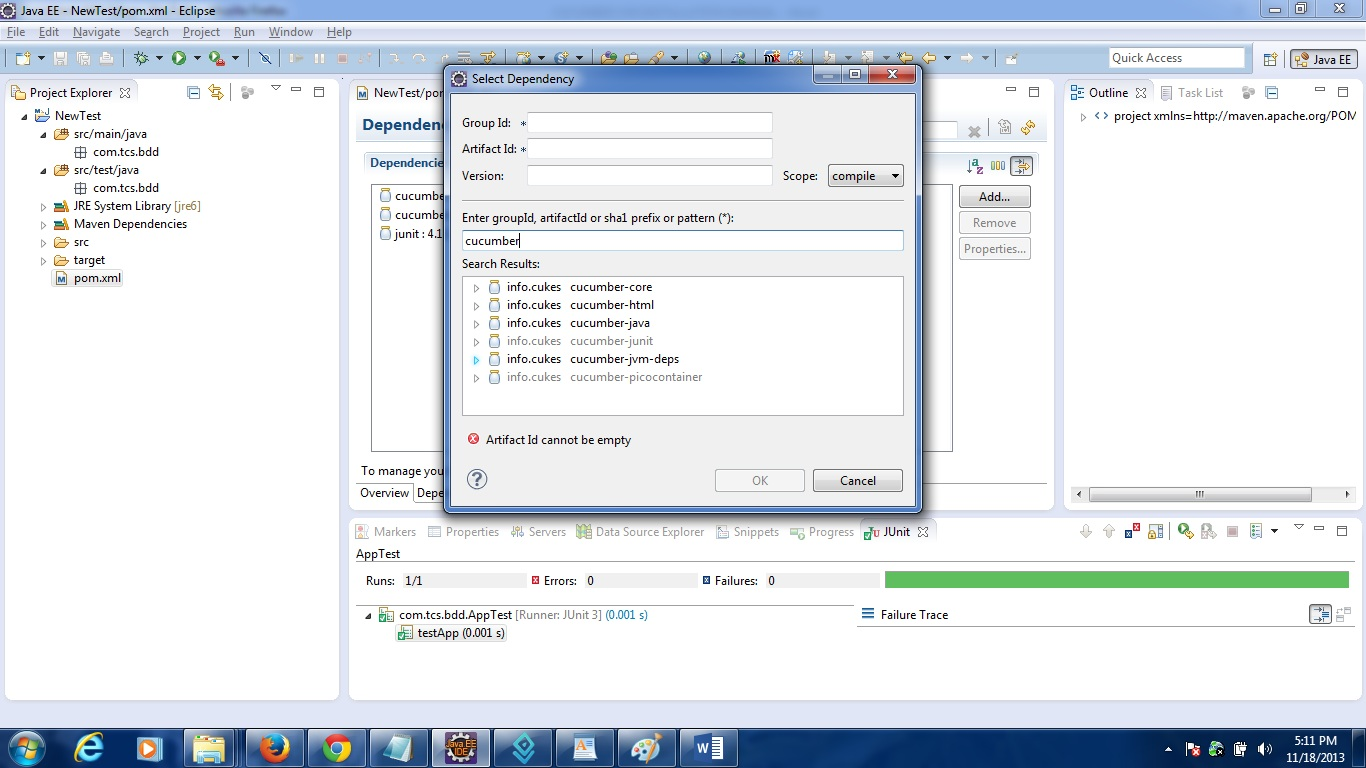 Java EE - NewTest/pom.xml - Eclipse
File Edit Navigate Search Project Run Window Help
Quick Access
Java EE
Project Explorer
NewTest
src/main/java
com.tcs.bdd
src/test/java
com.tcs.bdd
JRE System Library [jre6]
Maven Dependencies
src
target
pom.xml
NewTest/por
Dependenc
Dependencie
cucumbe
cucumbe
junit : 4.1
Add...
Remove
Properties...
To manage you
Overview Depe
Select Dependency
Group Id: *
Artifact Id: *
Version: Scope: compile
Enter groupId, artifactId or sha1 prefix or pattern (*):
cucumber
Search Results:
info.cukes cucumber-core
info.cukes cucumber-html
info.cukes cucumber-java
info.cukes cucumber-junit
info.cukes cucumber-jvm-deps
info.cukes cucumber-picocontainer
Artifact Id cannot be empty
OK Cancel
Outline Task List
project xmlns=http://maven.apache.org/POM
Markers Properties Servers Data Source Explorer Snippets Progress JUnit
AppTest
Runs: 1/1 Errors: 0 Failures: 0
com.tcs.bdd.AppTest [Runner: JUnit 3] (0.001 s)
testApp (0.001 s)
Failure Trace
Java EE
IDE
5:11 PM
11/18/2013